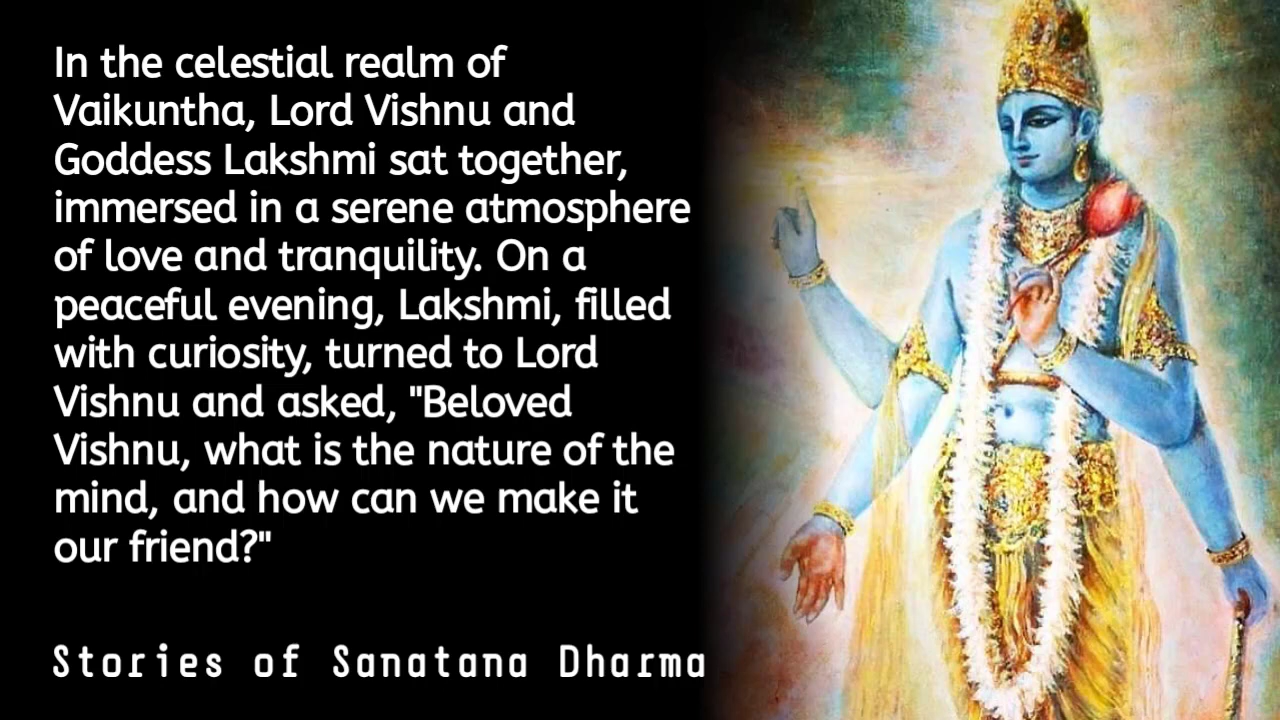 In the celestial realm of
Vaikuntha, Lord Vishnu and
Goddess Lakshmi sat together,
immersed in a serene atmosphere
of love and tranquility. On a
peaceful evening, Lakshmi, filled
with curiosity, turned to Lord
Vishnu and asked, "Beloved
Vishnu, what is the nature of the
mind, and how can we make it
our friend?"
Stories of Sanatana Dharma